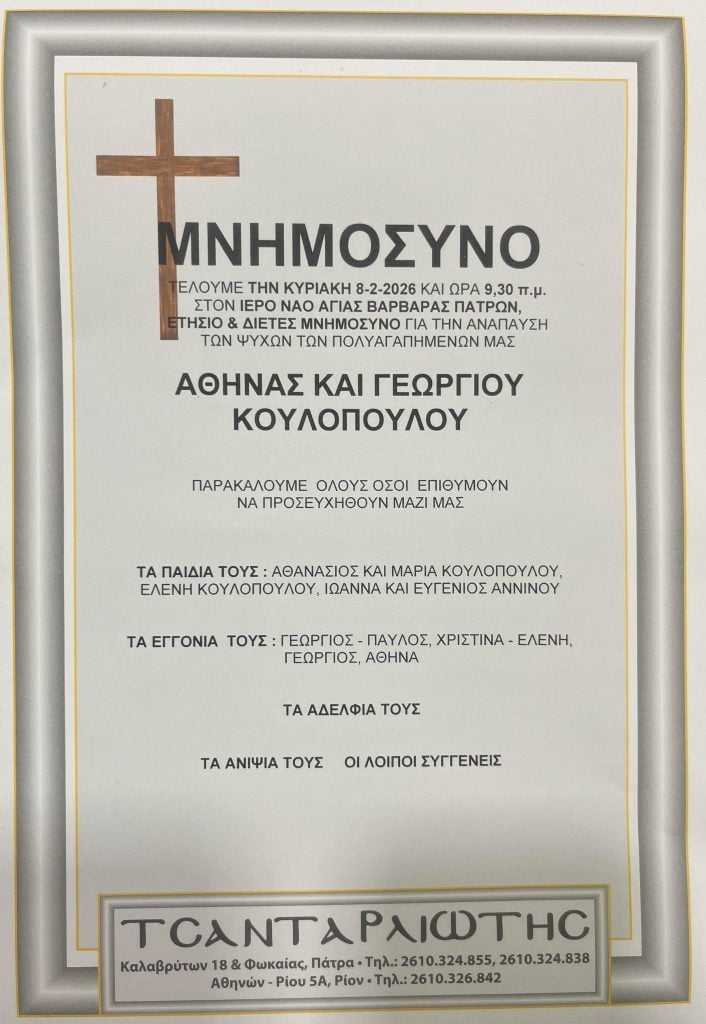 ΜΝΗΜΟΣΥΝΟ
ΤΕΛΟΥΜΕ ΤΗΝ ΚΥΡΙΑΚΗ 8-2-2026 ΚΑΙ ΩΡΑ 9,30 π.μ.
ΣΤΟΝ ΙΕΡΟ ΝΑΟ ΑΓΙΑΣ ΒΑΡΒΑΡΑΣ ΠΑΤΡΩΝ,
ΕΤΗΣΙΟ & ΔΙΕΤΕΣ ΜΝΗΜΟΣΥΝΟ ΓΙΑ ΤΗΝ ΑΝΑΠΑΥΣΗ
ΤΩΝ ΨΥΧΩΝ ΤΩΝ ΠΟΛΥΑΓΑΠΗΜΕΝΩΝ ΜΑΣ
ΑΘΗΝΑΣ ΚΑΙ ΓΕΩΡΓΙΟΥ
ΚΟΥΛΟΠΟΥΛΟΥ
ΠΑΡΑΚΑΛΟΥΜΕ ΟΛΟΥΣ ΟΣΟΙ ΕΠΙΘΥΜΟΥΝ
ΝΑ ΠΡΟΣΕΥΧΗΘΟΥΝ ΜΑΖΙ ΜΑΣ
ΤΑ ΠΑΙΔΙΑ ΤΟΥΣ : ΑΘΑΝΑΣΙΟΣ ΚΑΙ ΜΑΡΙΑ ΚΟΥΛΟΠΟΥΛΟΥ,
ΕΛΕΝΗ ΚΟΥΛΟΠΟΥΛΟΥ, ΙΩΑΝΝΑ ΚΑΙ ΕΥΓΕΝΙΟΣ ΑΝΝΙΝΟΥ
ΤΑ ΕΓΓΟΝΙΑ ΤΟΥΣ : ΓΕΩΡΓΙΟΣ - ΠΑΥΛΟΣ, ΧΡΙΣΤΙΝΑ - ΕΛΕΝΗ,
ΓΕΩΡΓΙΟΣ, ΑΘΗΝΑ
ΤΑ ΑΔΕΛΦΙΑ ΤΟΥΣ
ΤΑ ΑΝΙΨΙΑ ΤΟΥΣ ΟΙ ΛΟΙΠΟΙ ΣΥΓΓΕΝΕΙΣ
ΤΣΑΝΤΑΡΛΙΩΤΗΣ
Καλαβρύτων 18 & Φωκαίας, Πάτρα • Τηλ.: 2610.324.855, 2610.324.838
Αθηνών - Ρίου 5Α, Ρίον • Τηλ.: 2610.326.842